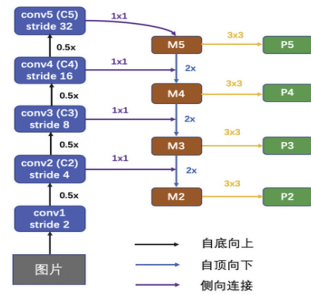 conv5 (C5)
stride 32
1x1
M5
3x3
P5
0.5x
2x
conv4 (C4)
stride 16
1x1
M4
3x3
P4
0.5x
2x
conv3 (C3)
stride 8
1x1
M3
3x3
P3
0.5x
2x
conv2 (C2)
stride 4
1x1
M2
3x3
P2
0.5x
conv1
stride 2
图片
自底向上
自顶向下
侧向连接